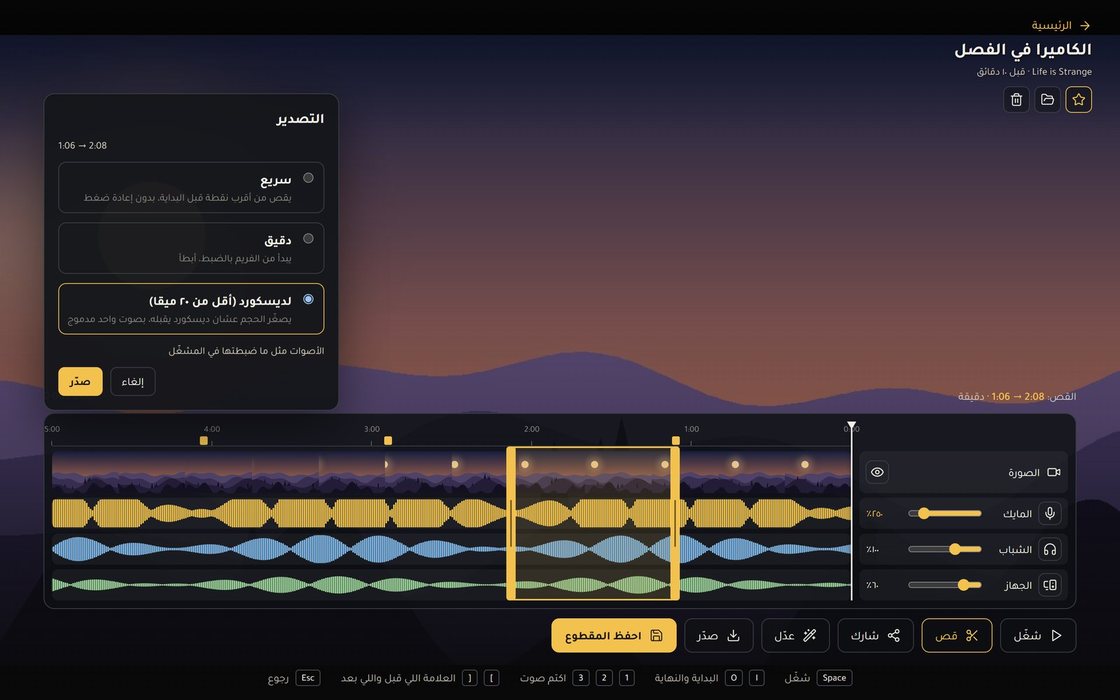 الرئيسية
الكاميرا في الفصل
Life is Strange · قبل ١٠ دقائق
التصدير
1:06 → 2:08
سريع
يقص من أقرب نقطة قبل البداية، بدون إعادة ضغط
دقيق
يبدأ من الفريم بالضبط، أبطأ
لديسكورد (أقل من ٢٠ ميقا)
يصغّر الحجم عشان ديسكورد يقبله، بصوت واحد مدموج
الأصوات مثل ما ضبطتها في المشغّل
إلغاء
صدّر
القص: 1:06 → 2:08 · دقيقة
0:00
1:00
2:00
3:00
4:00
5:00
الصورة
المايك
٢٥٠٪
الشباب
١٠٠٪
الجهاز
٦٠٪
شغّل
قص
شارك
عدّل
صدّر
احفظ المقطوع
Space شغّل
I O البداية والنهاية
1 2 3 اكتم صوت
[ ] العلامة اللي قبل واللي بعد
Esc رجوع